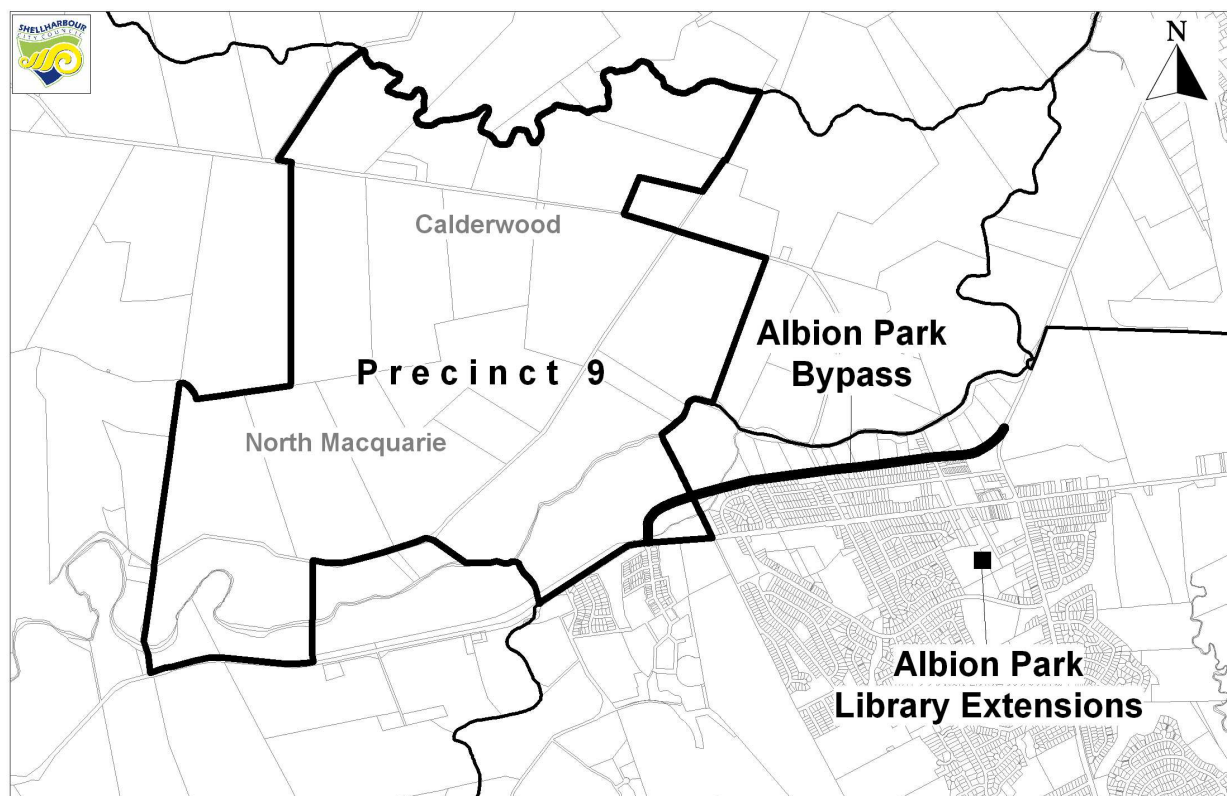 SHELLHARBOUR
CITY COUNCIL
N
Calderwood
Albion Park
Bypass
Precinct 9
North Macquarie
Albion Park
Library Extensions